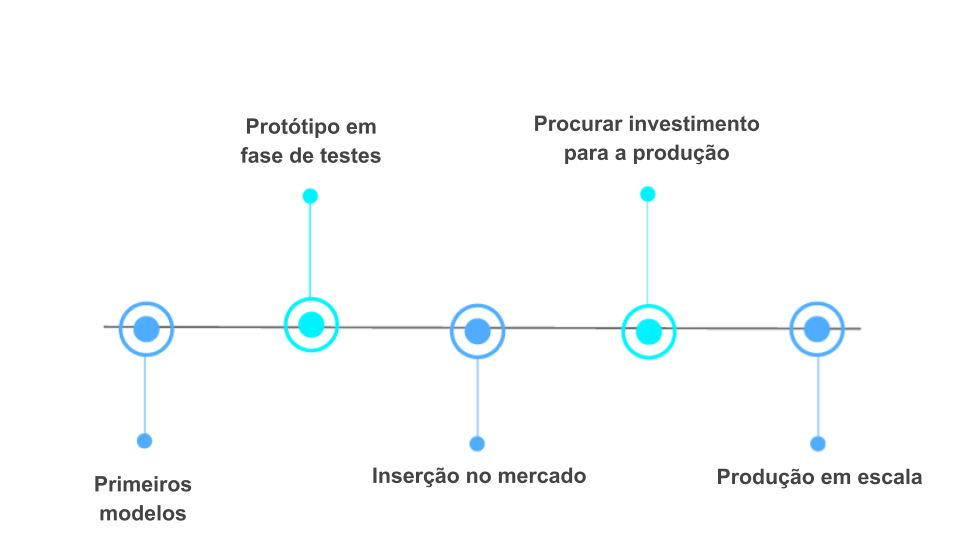 Protótipo em
fase de testes
Procurar investimento
para a produção
Primeiros
modelos
Inserção no mercado
Produção em escala